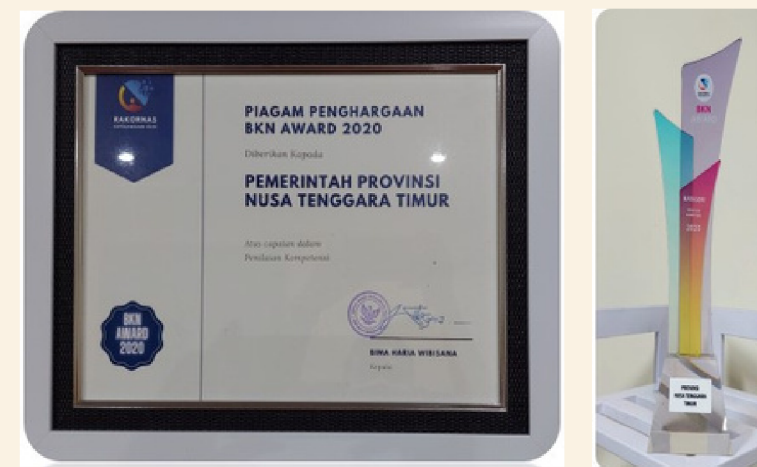 RAKORNAS
PIAGAM PENGHARGAAN
BKN AWARD 2020
Diberikan Kepada
PEMERINTAH PROVINSI
NUSA TENGGARA TIMUR
Atas capaian dalam
Penilaian Kompetensi
BKN
AWARD
2020
BIMA HARIA WIBISANA
Kepala
BKN
AWARD
2020
PROVINSI
NUSA TENGGARA
TIMUR